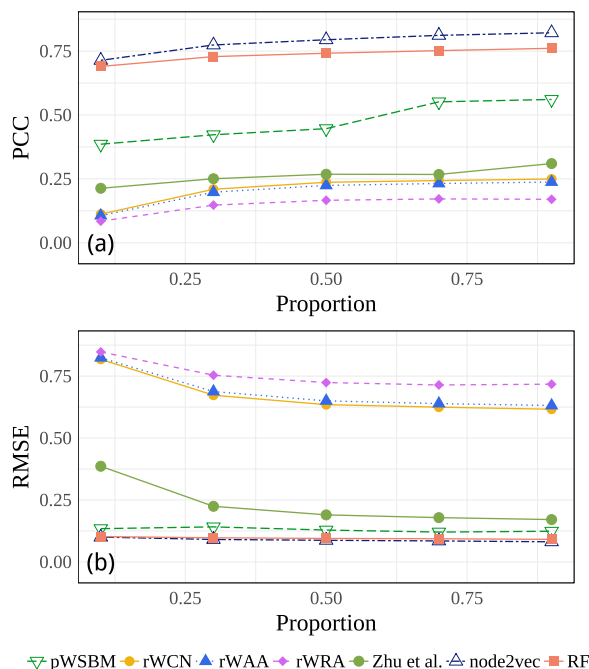 PCC
0.75
0.50
0.25
0.00
(a)
0.25 0.50 0.75
Proportion
RMSE
0.75
0.50
0.25
0.00
(b)
0.25 0.50 0.75
Proportion
pWSBM rWCN rWAA rWRA Zhu et al. node2vec RF